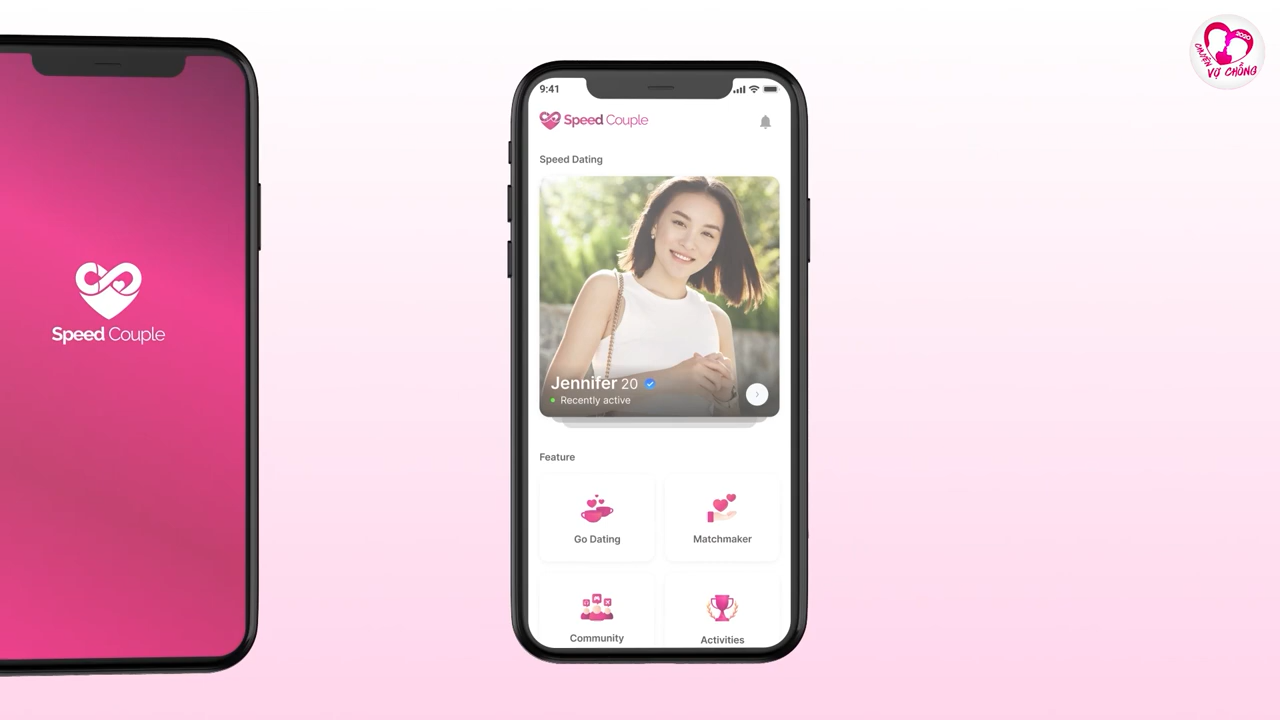 Speed Couple
9:41
Speed Couple
Speed Dating
Jennifer 20
Recently active
Feature
Go Dating
Matchmaker
Community
Activities
2030
CHUYỆN
VỢ CHỒNG